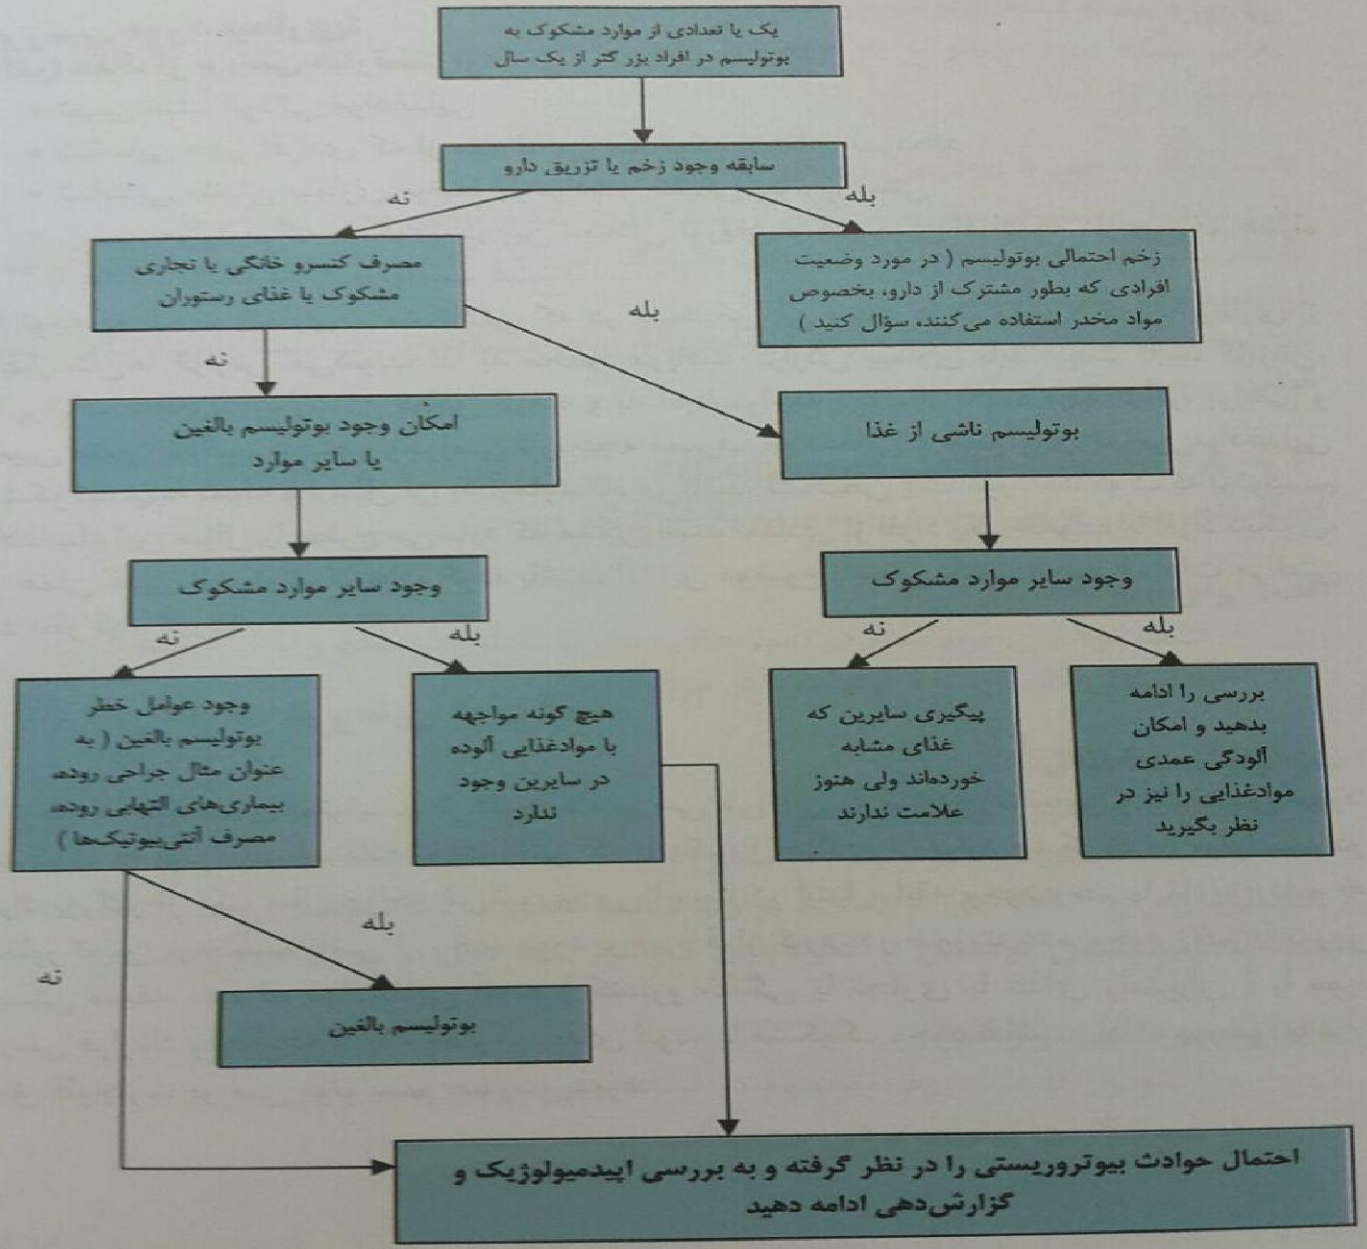 یک یا تعدادی از موارد مشکوک به
بوتولیسم در افراد بزر گتر از یک سال
سابقه وجود زخم یا تزریق دارو
بله
نه
زخم احتمالی بوتولیسم ( در مورد وضعیت
افرادی که بطور مشترک از دارو، بخصوص
مواد مخدر استفاده می‌کنند، سؤال کنید )
مصرف کنسرو خانگی یا تجاری
مشکوک یا غذای رستوران
بله
نه
بوتولیسم ناشی از غذا
امکان وجود بوتولیسم بالغین
یا سایر موارد
وجود سایر موارد مشکوک
وجود سایر موارد مشکوک
بله
نه
بله
نه
بررسی را ادامه
بدهید و امکان
آلودگی عمدی
موادغذایی را نیز در
نظر بگیرید
پیگیری سایرین که
غذای مشابه
خورده‌اند ولی هنوز
علامت ندارند
هیچ گونه مواجهه
با موادغذایی آلوده
در سایرین وجود
ندارد
وجود عوامل خطر
بوتولیسم بالغین ( به
عنوان مثال جراحی روده،
بیماری‌های التهابی روده،
مصرف آنتی‌بیوتیک‌ها )
بله
نه
بوتولیسم بالغین
احتمال حوادث بیوتروریستی را در نظر گرفته و به بررسی اپیدمیولوژیک و
گزارش‌دهی ادامه دهید